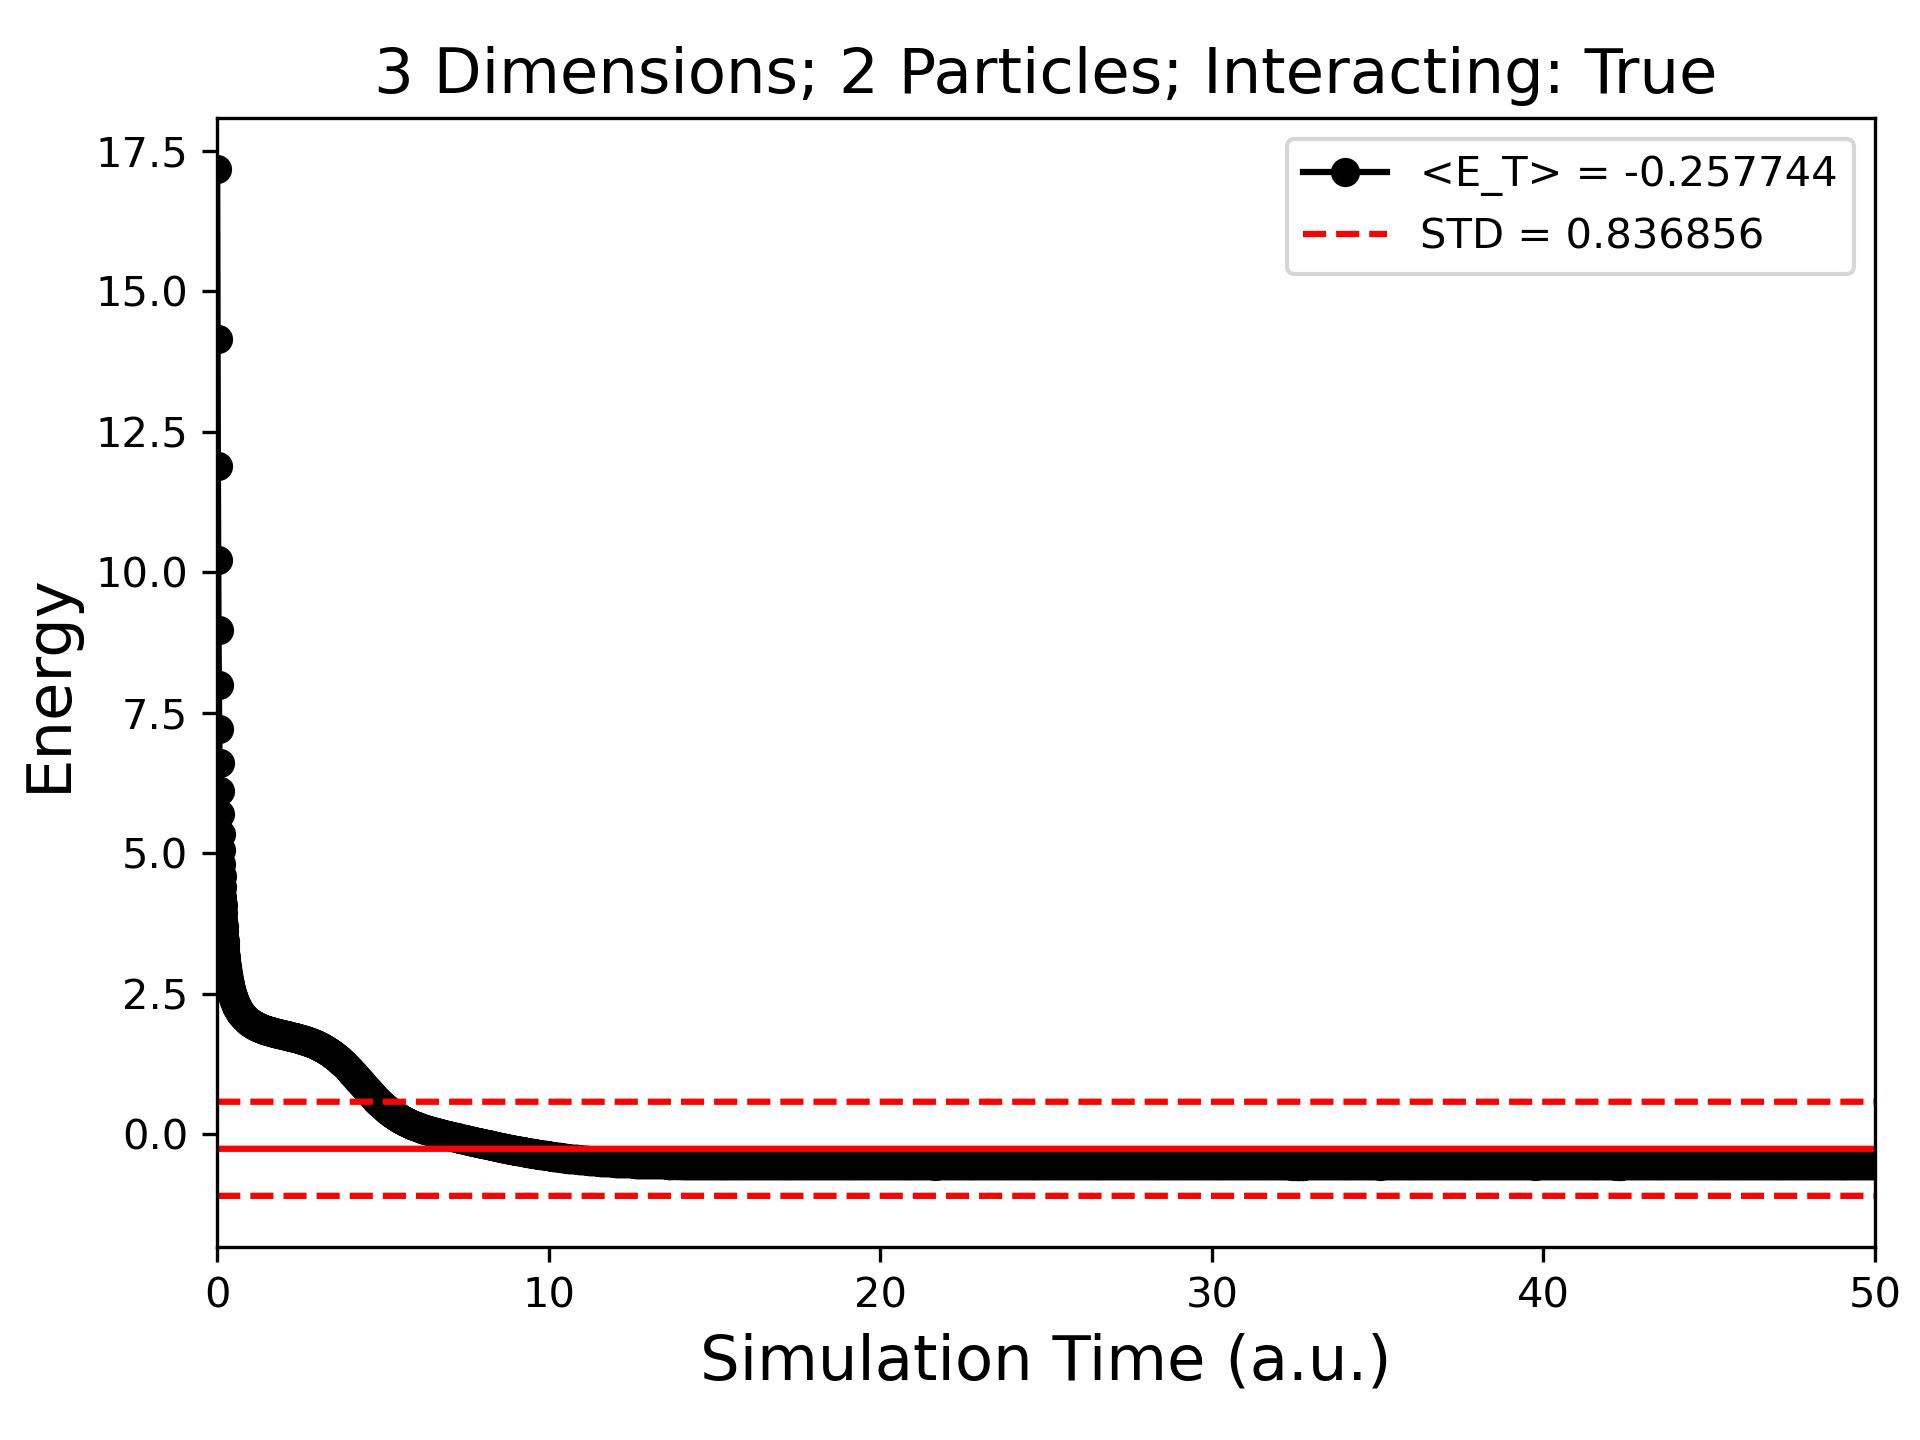 3 Dimensions; 2 Particles; Interacting: True
17.5
15.0
12.5
10.0
7.5
5.0
2.5
0.0
Energy
<E_T> = -0.257744
STD = 0.836856
0 10 20 30 40 50
Simulation Time (a.u.)